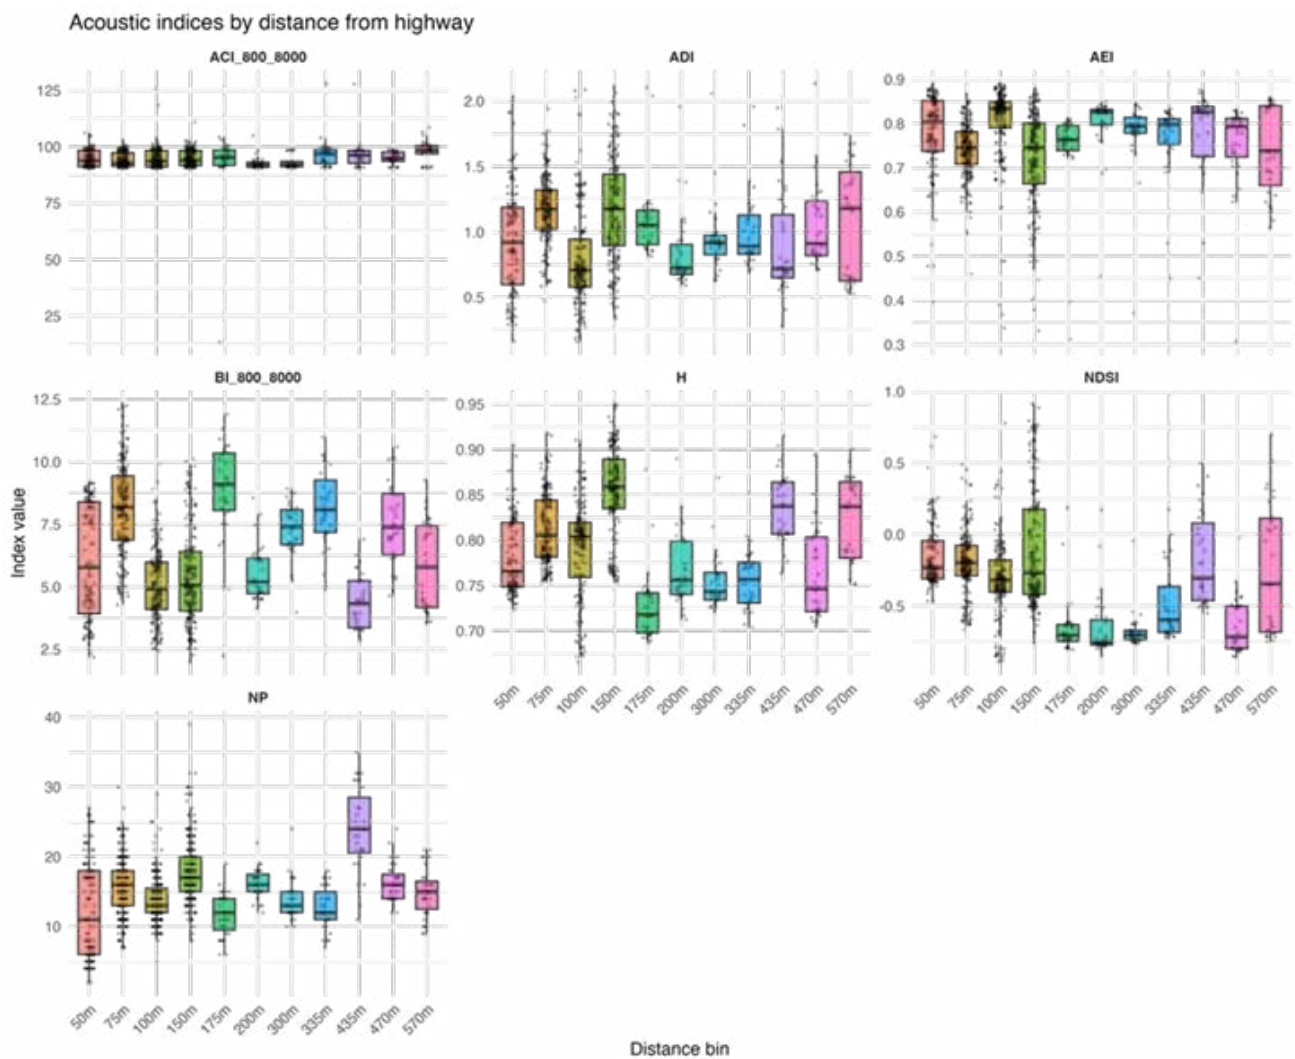 Acoustic indices by distance from highway
ACI_800_8000
ADI
AEI
125
100
75
50
25
2.0
1.5
1.0
0.5
0.9
0.8
0.7
0.6
0.5
0.4
0.3
BI_800_8000
H
NDSI
Index value
12.5
10.0
7.5
5.0
2.5
0.95
0.90
0.85
0.80
0.75
0.70
1.0
0.5
0.0
-0.5
50m 75m 100m 150m 175m 200m 300m 335m 435m 470m 570m
50m 75m 100m 150m 175m 200m 300m 335m 435m 470m 570m
NP
40
30
20
10
50m 75m 100m 150m 175m 200m 300m 335m 435m 470m 570m
Distance bin